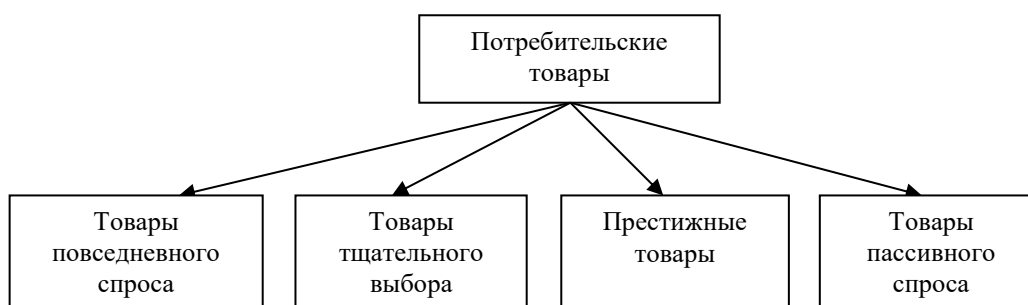 Потребительские
товары
Товары
повседневного
спроса
Товары
тщательного
выбора
Престижные
товары
Товары
пассивного
спроса